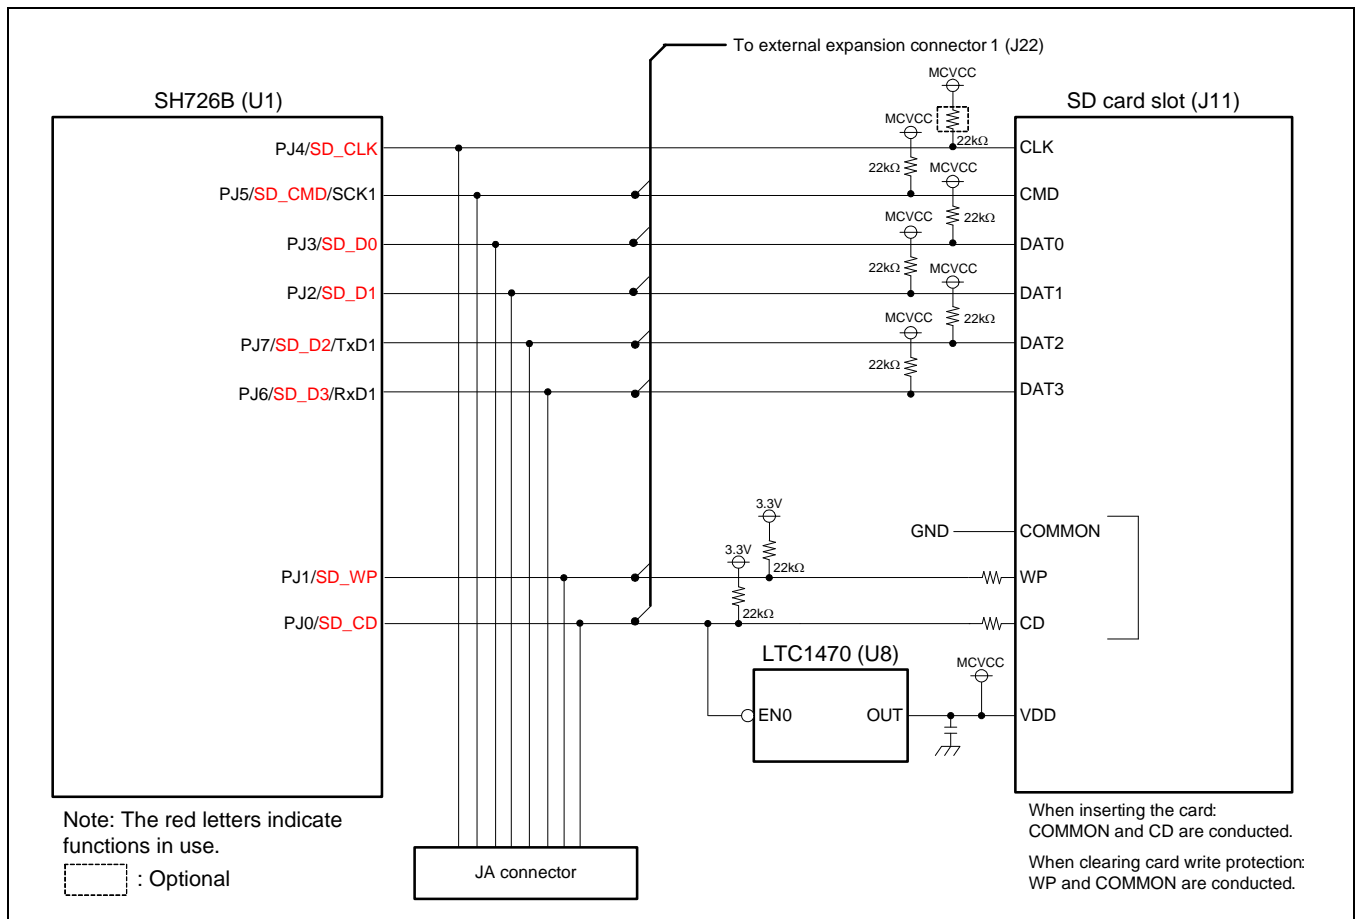 To external expansion connector 1 (J22)
SH726B (U1)
SD card slot (J11)
MCVCC
22kΩ
PJ4/SD_CLK
CLK
MCVCC
22kΩ
PJ5/SD_CMD/SCK1
CMD
MCVCC
22kΩ
PJ3/SD_D0
DAT0
MCVCC
22kΩ
PJ2/SD_D1
DAT1
MCVCC
22kΩ
PJ7/SD_D2/TxD1
DAT2
MCVCC
22kΩ
PJ6/SD_D3/RxD1
DAT3
GND
COMMON
3.3V
22kΩ
PJ1/SD_WP
WP
3.3V
22kΩ
PJ0/SD_CD
CD
LTC1470 (U8)
EN0
OUT
MCVCC
VDD
Note: The red letters indicate
functions in use.
: Optional
JA connector
When inserting the card:
COMMON and CD are conducted.
When clearing card write protection:
WP and COMMON are conducted.